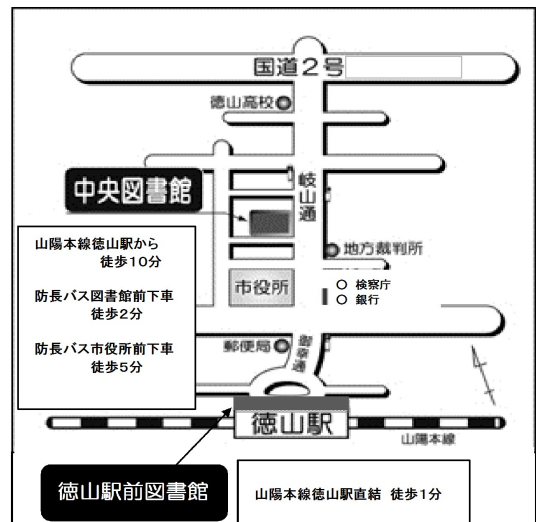 国道2号
徳山高校
中央図書館
岐山通
山陽本線徳山駅から
徒歩10分
防長バス図書館前下車
徒歩2分
防長バス市役所前下車
徒歩5分
地方裁判所
市役所
○ 検察庁
○ 銀行
郵便局
御幸通
徳山駅
山陽本線
徳山駅前図書館
山陽本線徳山駅直結 徒歩1分